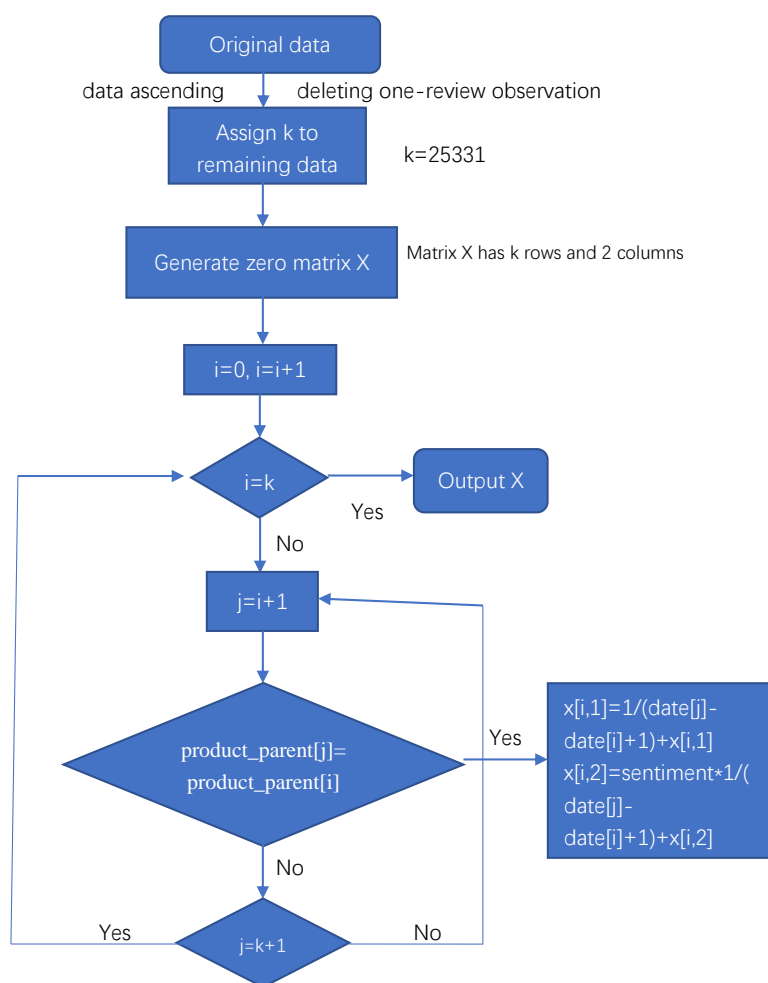 Original data
data ascending
deleting one-review observation
Assign k to
remaining data
k=25331
Generate zero matrix X
Matrix X has k rows and 2 columns
i=0, i=i+1
i=k
Output X
Yes
No
j=i+1
product_parent[j]=
product_parent[i]
Yes
x[i,1]=1/(date[j]-
date[i]+1)+x[i,1]
x[i,2]=sentiment*1/(
date[j]-
date[i]+1)+x[i,2]
No
Yes
j=k+1
No